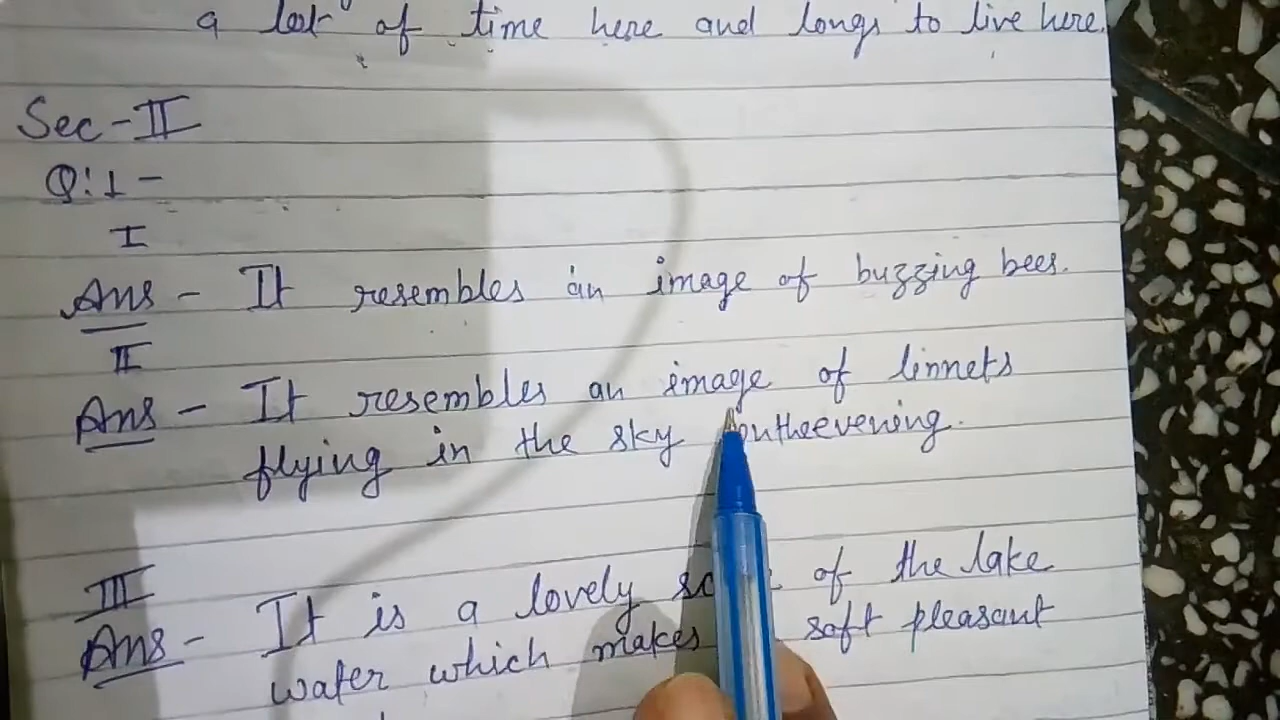 a lot of time here and longs to live here.
Sec-II
Q:1-
I
Ans - It resembles an image of buzzing bees.
II
Ans - It resembles an image of linnets
flying in the sky evening.
III
Ans - It is a lovely of the lake
water which makes soft pleasant